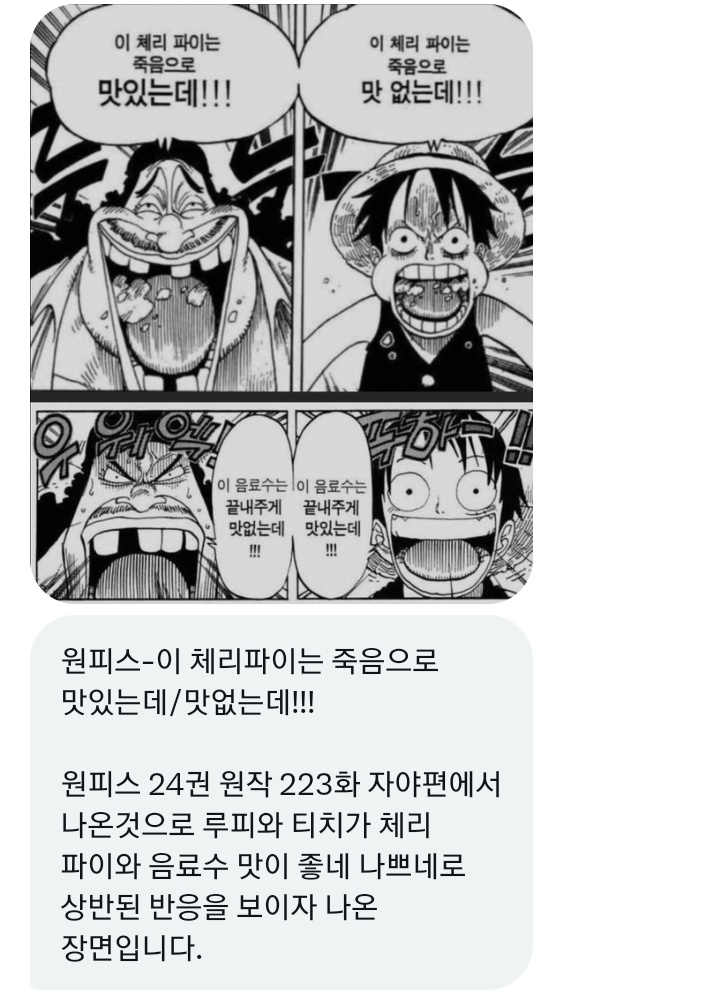 이 체리 파이는
죽음으로
맛있는데!!!
이 체리 파이는
죽음으로
맛 없는데!!!
우 웨엑!
이 음료수는
끝내주게
맛없는데
!!!
이 음료수는
끝내주게
맛있는데
!!!
푸하-!!
원피스-이 체리파이는 죽음으로
맛있는데/맛없는데!!!
원피스 24권 원작 223화 자야편에서
나온것으로 루피와 티치가 체리
파이와 음료수 맛이 좋네 나쁘네로
상반된 반응을 보이자 나온
장면입니다.